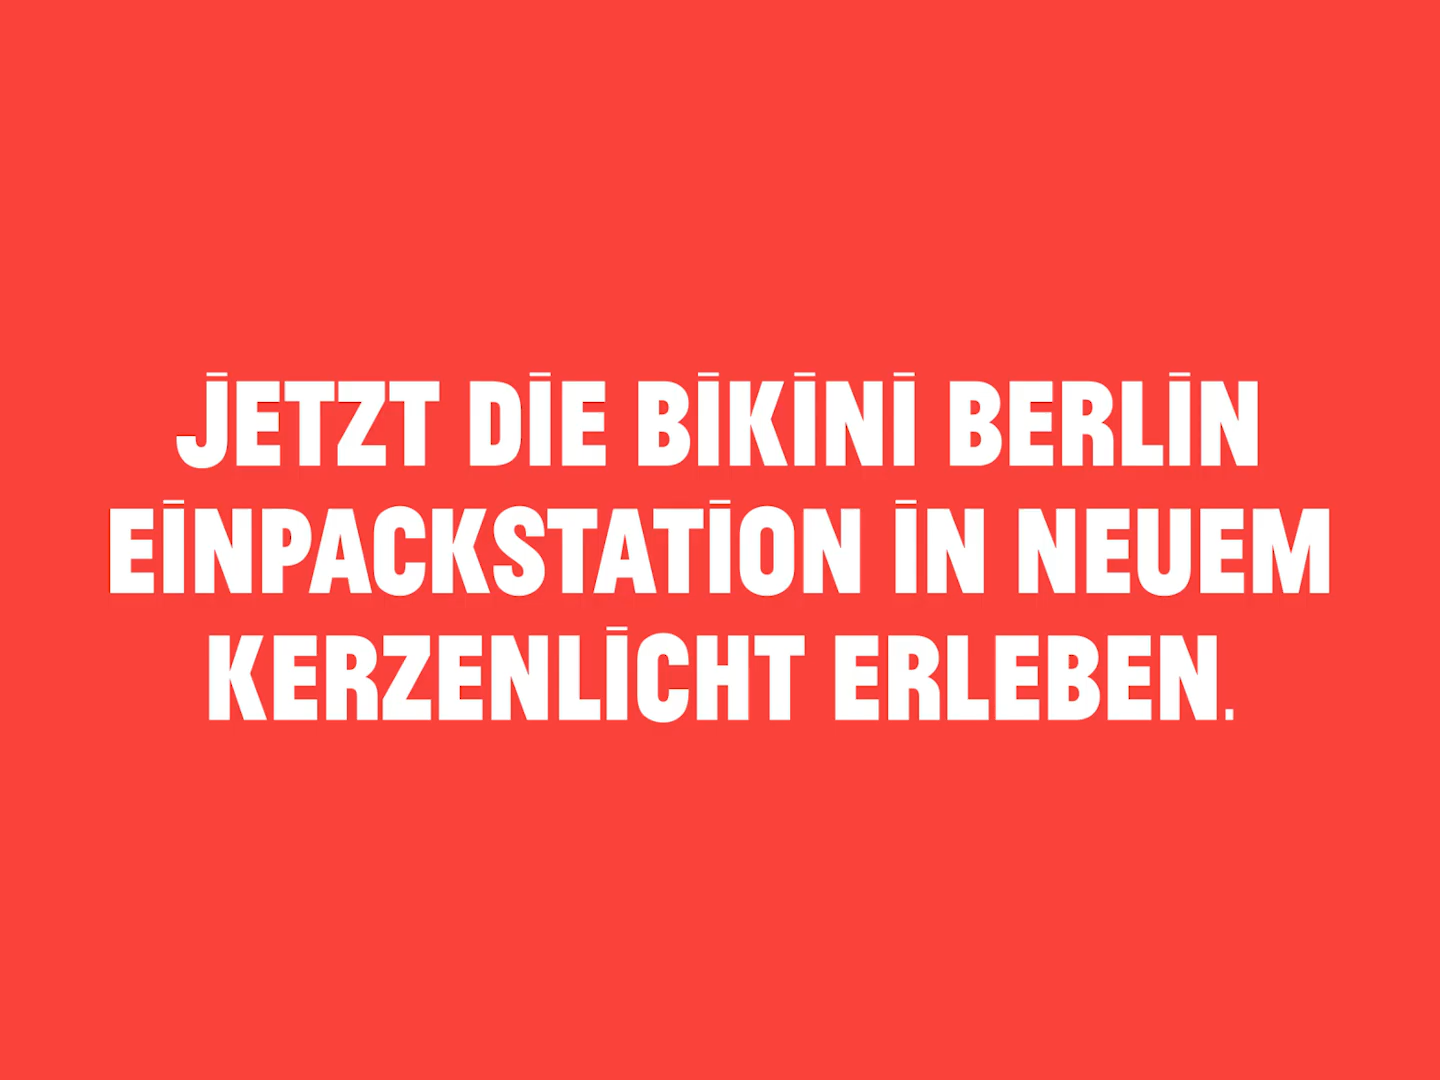 JETZT DIE BIKINI BERLIN
EINPACKSTATION IN NEUEM
KERZENLICHT ERLEBEN.